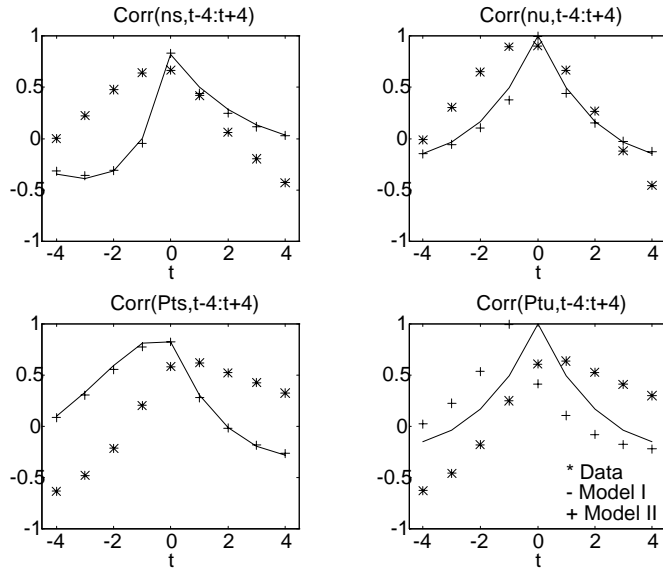 Corr(ns,t-4:t+4)
1
0.5
0
-0.5
-1
-4 -2 0 2 4
t
Corr(nu,t-4:t+4)
1
0.5
0
-0.5
-1
-4 -2 0 2 4
t
Corr(Pts,t-4:t+4)
1
0.5
0
-0.5
-1
-4 -2 0 2 4
t
Corr(Ptu,t-4:t+4)
1
0.5
0
-0.5
-1
* Data
- Model I
+ Model II
-4 -2 0 2 4
t